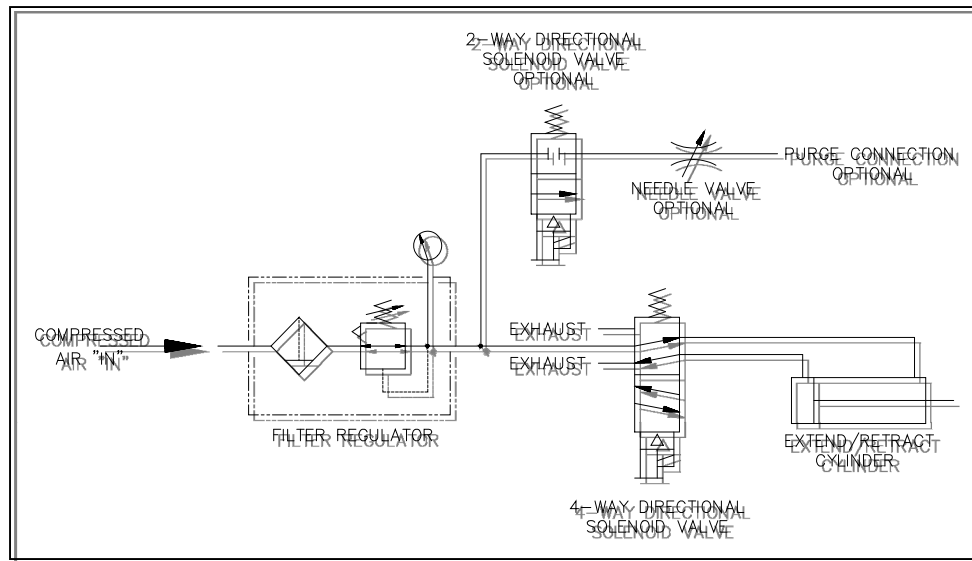 2-WAY DIRECTIONAL
SOLENOID VALVE
OPTIONAL
PURGE CONNECTION
OPTIONAL
NEEDLE VALVE
OPTIONAL
EXHAUST
COMPRESSED
AIR "IN"
EXHAUST
FILTER REGULATOR
EXTEND/RETRACT
CYLINDER
4-WAY DIRECTIONAL
SOLENOID VALVE